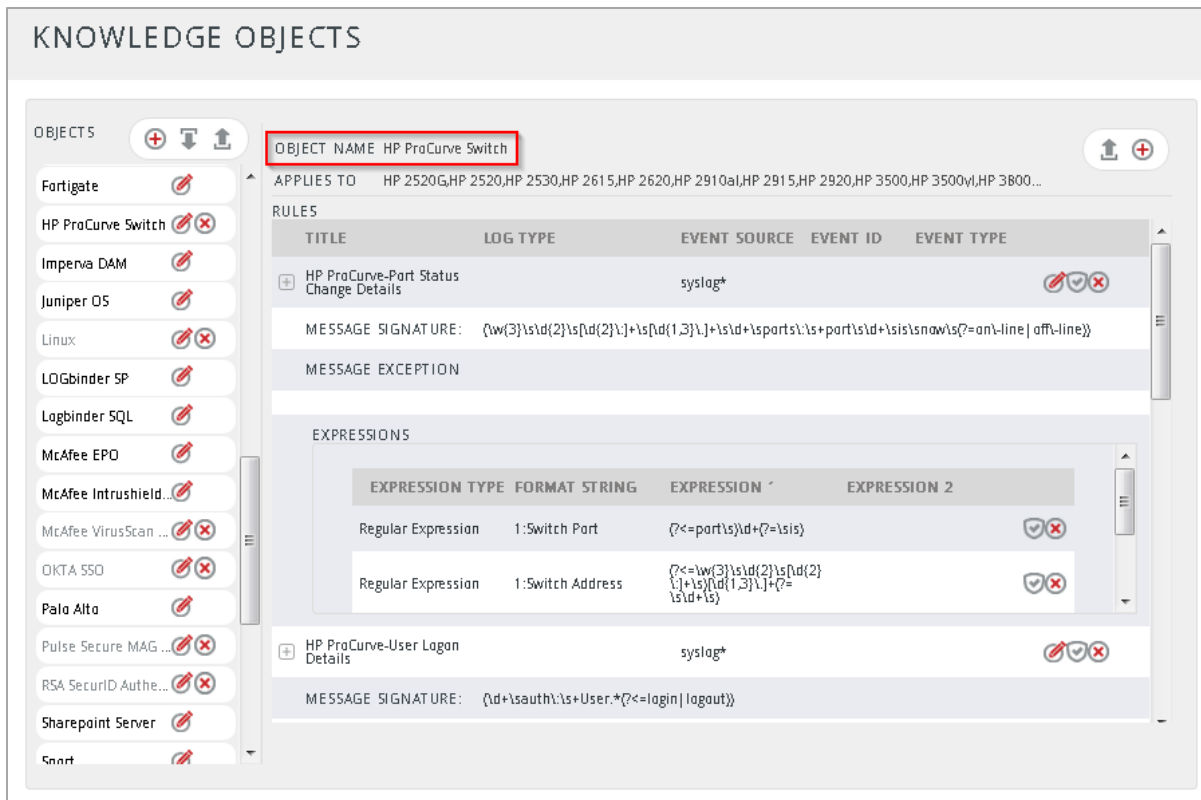 KNOWLEDGE OBJECTS
OBJECTS
Fortigate
HP ProCurve Switch
Imperva DAM
Juniper OS
Linux
LOGbinder SP
Logbinder SQL
McAfee EPO
McAfee Intrushield...
McAfee VirusScan ...
OKTA SSO
Palo Alto
Pulse Secure MAG ...
RSA SecurID Authe...
Sharepoint Server
Snort
OBJECT NAME HP ProCurve Switch
APPLIES TO HP 2520G,HP 2520,HP 2530,HP 2615,HP 2620,HP 2910al,HP 2915,HP 2920,HP 3500,HP 3500yl,HP 3800...
RULES
TITLE LOG TYPE EVENT SOURCE EVENT ID EVENT TYPE
HP ProCurve-Port Status
Change Details
syslog*
MESSAGE SIGNATURE: (\w{3}\s\d{2}\s[\d{2}\:]+\s[\d{1,3}\.]+\s\d+\sports\:\s+port\s\d+\sis\snow\s(?=on\-line|off\-line))
MESSAGE EXCEPTION
EXPRESSIONS
EXPRESSION TYPE FORMAT STRING EXPRESSION 1 EXPRESSION 2
Regular Expression 1:Switch Port (?<=port\s)\d+(?=\sis)
Regular Expression 1:Switch Address
(?<=\w{3}\s\d{2}\s[\d{2}
\:]+\s)[\d{1,3}\.]+(?=
\s\d+\s)
HP ProCurve-User Logon
Details
syslog*
MESSAGE SIGNATURE: (\d+\sauth\:\s+User.*(?<=login|logout))